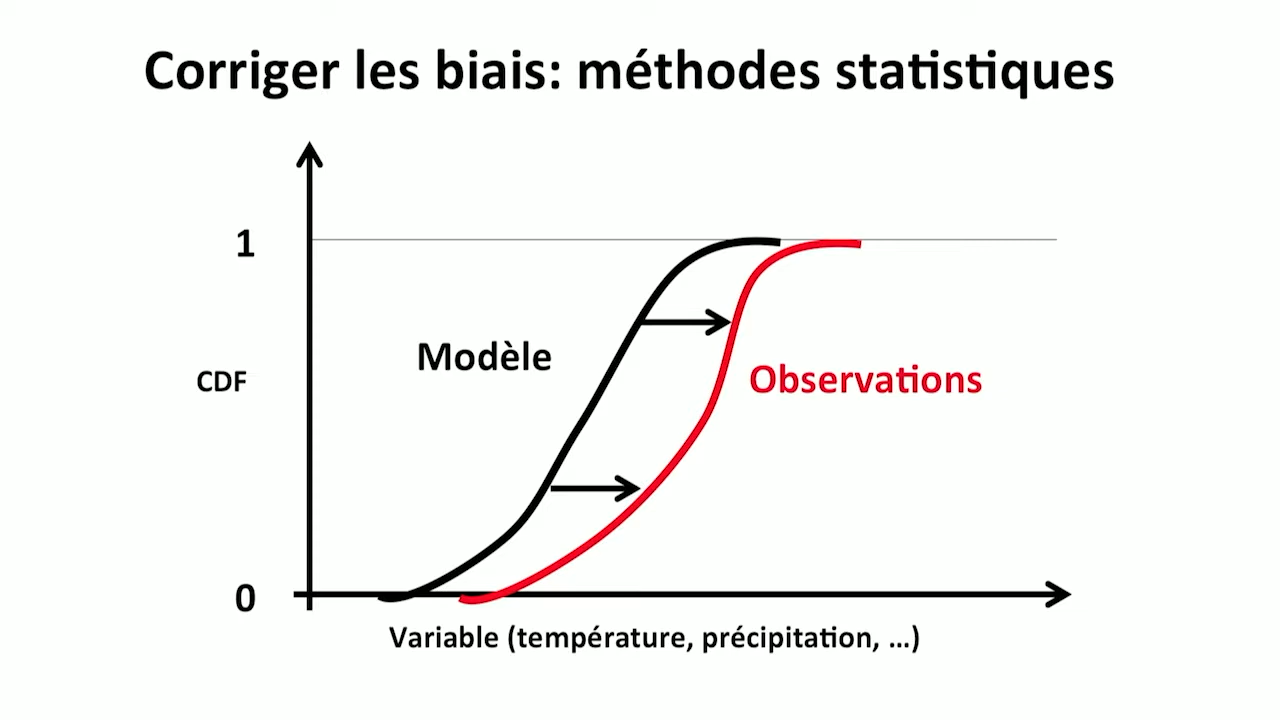 Corriger les biais: méthodes statistiques
1
Modèle
CDF
Observations
0
Variable (température, précipitation, ...)